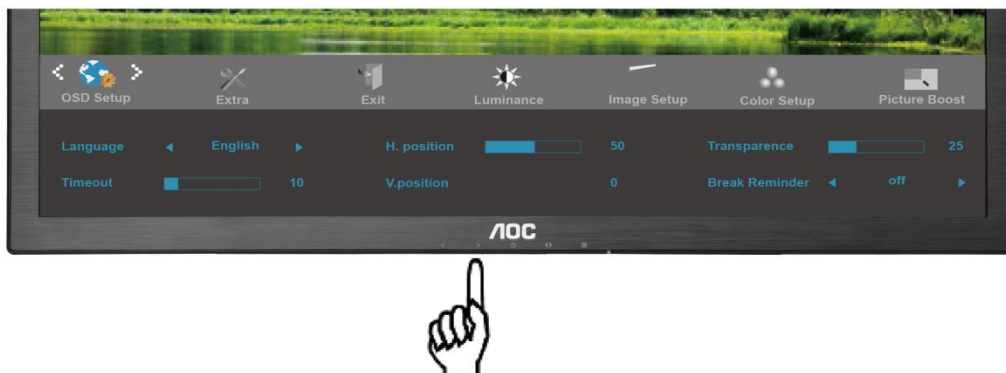 OSD Setup Extra Exit Luminance Image Setup Color Setup Picture Boost
Language English H. position 50 Transparence 25
Timeout 10 V.position 0 Break Reminder off
AOC